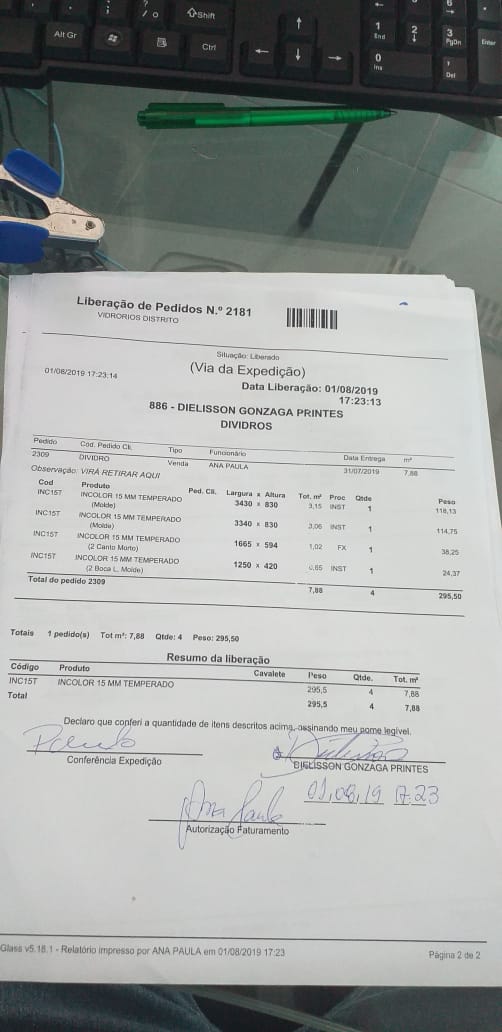 Shift
Alt Gr
Ctrl
1
End
2
3
PgDn
Enter
0
Ins
Del
Liberação de Pedidos N.º 2181
VIDRORIOS DISTRITO
Situação: Liberado
(Via da Expedição)
01/08/2019 17:23:14
Data Liberação: 01/08/2019
17:23:13
886 - DIELISSON GONZAGA PRINTES
DIVIDROS
Pedido Cód. Pedido Cli. Tipo Funcionário Data Entrega m²
2309 DIVIDRO Venda ANA PAULA 31/07/2019 7,88
Observação: VIRÁ RETIRAR AQUI
Cod Produto Ped. Cli. Largura x Altura Tot. m² Proc Qtde Peso
INC15T INCOLOR 15 MM TEMPERADO 3430 x 830 3,15 INST 1 118,13
(Molde)
INC15T INCOLOR 15 MM TEMPERADO 3340 x 830 3,06 INST 1 114,75
(Molde)
INC15T INCOLOR 15 MM TEMPERADO 1665 x 594 1,02 FX 1 38,25
(2 Canto Morto)
INC15T INCOLOR 15 MM TEMPERADO 1250 x 420 0,65 INST 1 24,37
(2 Boca L. Molde)
Total do pedido 2309 7,88 4 295,50
Totais 1 pedido(s) Tot m²: 7,88 Qtde: 4 Peso: 295,50
Resumo da liberação
Código Produto Cavalete Peso Qtde. Tot. m²
INC15T INCOLOR 15 MM TEMPERADO 295,5 4 7,88
Total 295,5 4 7,88
Declaro que conferi a quantidade de itens descritos acima, assinando meu nome legivel.
Conferência Expedição
DIELISSON GONZAGA PRINTES
01,08,19 17:23
Ana Paula
Autorização Faturamento
Glass v5.18.1 - Relatório impresso por ANA PAULA em 01/08/2019 17:23
Página 2 de 2